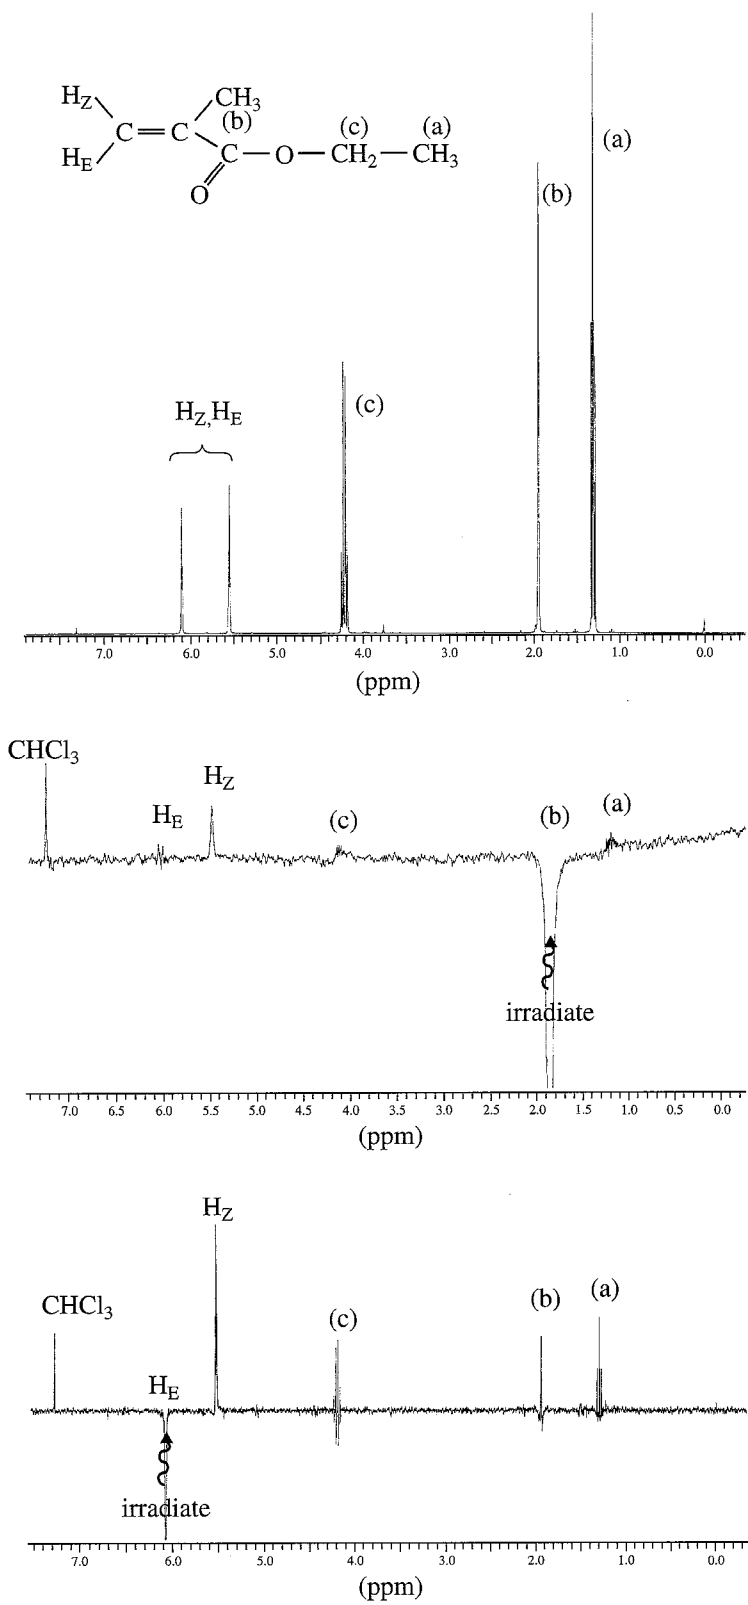 H_Z
CH₃
(b)
(c)
(a)
C
C
H_E
C
O
CH₂
CH₃
O
(a)
(b)
(c)
H_Z, H_E
7.0 6.0 5.0 4.0 3.0 2.0 1.0 0.0
(ppm)
CHCl₃
H_Z
H_E
(c)
(b)
(a)
irradiate
7.0 6.5 6.0 5.5 5.0 4.5 4.0 3.5 3.0 2.5 2.0 1.5 1.0 0.5 0.0
(ppm)
H_Z
CHCl₃
(c)
(b)
(a)
H_E
irradiate
7.0 6.0 5.0 4.0 3.0 2.0 1.0 0.0
(ppm)